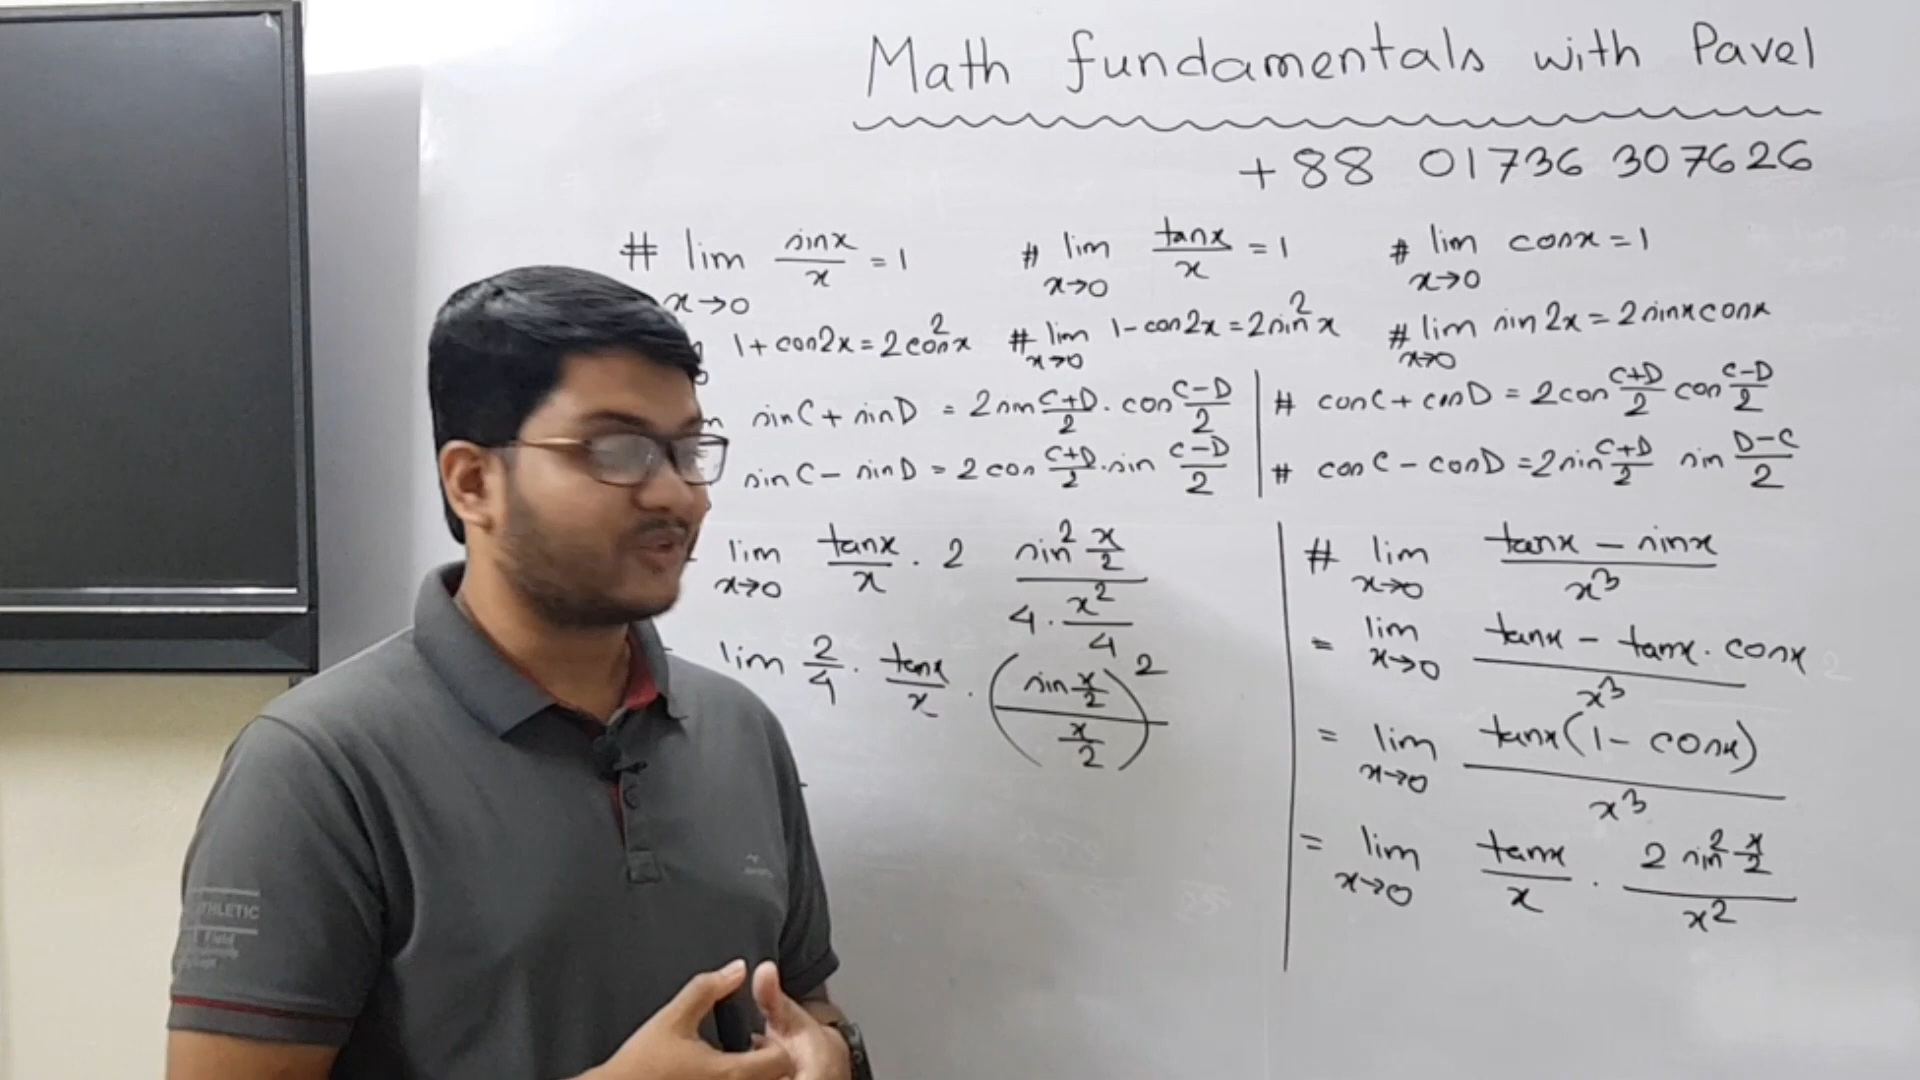 Math fundamentals with Pavel
+88 01736 307626
# lim x→0 sinx/x = 1
# lim x→0 tanx/x = 1
# lim x→0 cosx = 1
1 + cos2x = 2cos²x
# lim x→0 1 - cos2x = 2sin²x
# lim x→0 sin 2x = 2sinxcosx
sinC + sinD = 2sin C+D/2 . cos C-D/2
# cosC + cosD = 2cos C+D/2 cos C-D/2
sinC - sinD = 2cos C+D/2 . sin C-D/2
# cosC - cosD = 2sin C+D/2 sin D-C/2
lim x→0 tanx/x . 2 sin² x/2 / 4 . x²/4
lim 2/4 . tanx/x . (sin x/2 / x/2)²
# lim x→0 tanx - sinx / x³
= lim x→0 tanx - tanx . cosx / x³
= lim x→0 tanx(1 - cosx) / x³
= lim x→0 tanx/x . 2 sin² x/2 / x²
ATHLETIC
Field